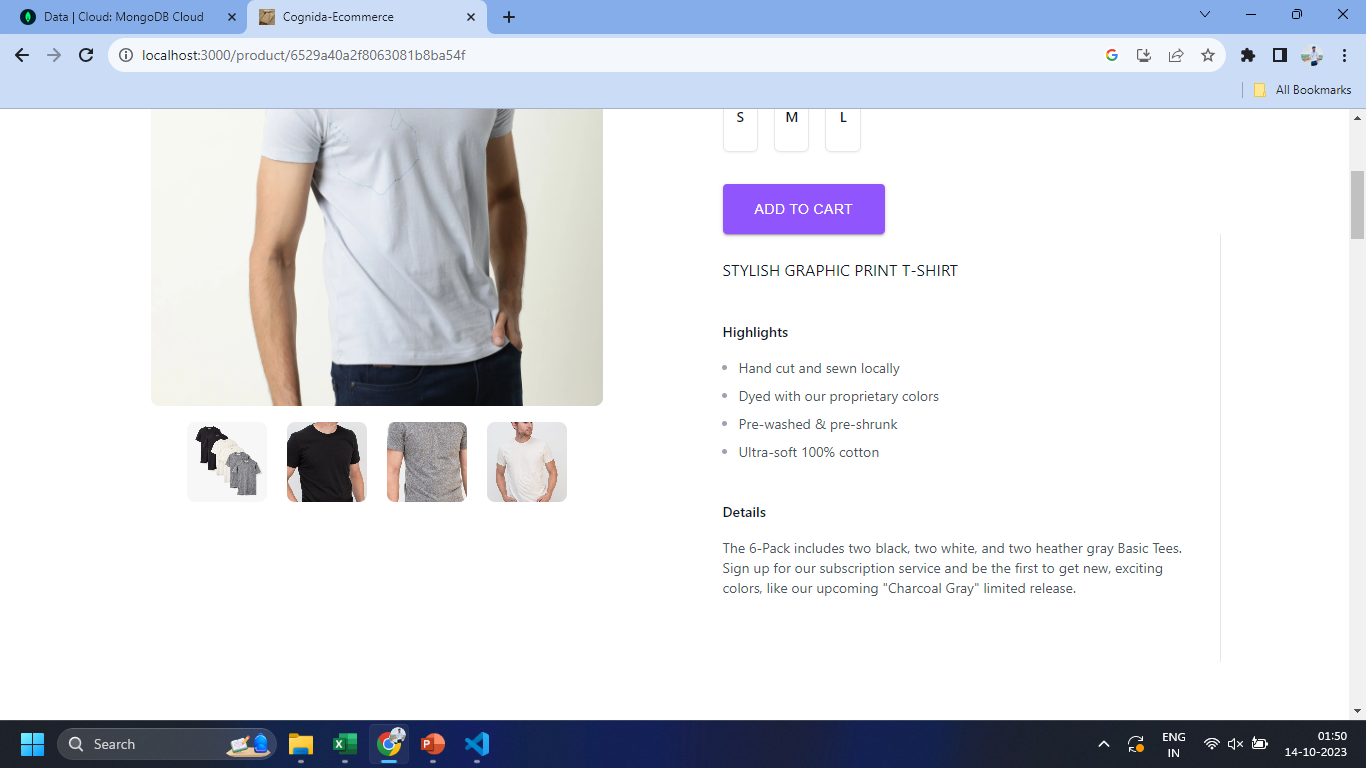 Data | Cloud: MongoDB Cloud
Cognida-Ecommerce
localhost:3000/product/6529a40a2f8063081b8ba54f
All Bookmarks
S M L
ADD TO CART
STYLISH GRAPHIC PRINT T-SHIRT
Highlights
Hand cut and sewn locally
Dyed with our proprietary colors
Pre-washed & pre-shrunk
Ultra-soft 100% cotton
Details
The 6-Pack includes two black, two white, and two heather gray Basic Tees.
Sign up for our subscription service and be the first to get new, exciting
colors, like our upcoming "Charcoal Gray" limited release.
Search
ENG
IN
01:50
14-10-2023